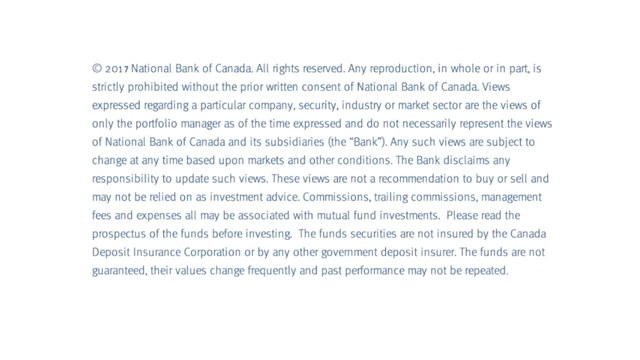 © 2017 National Bank of Canada. All rights reserved. Any reproduction, in whole or in part, is
strictly prohibited without the prior written consent of National Bank of Canada. Views
expressed regarding a particular company, security, industry or market sector are the views of
only the portfolio manager as of the time expressed and do not necessarily represent the views
of National Bank of Canada and its subsidiaries (the “Bank”). Any such views are subject to
change at any time based upon markets and other conditions. The Bank disclaims any
responsibility to update such views. These views are not a recommendation to buy or sell and
may not be relied on as investment advice. Commissions, trailing commissions, management
fees and expenses all may be associated with mutual fund investments. Please read the
prospectus of the funds before investing. The funds securities are not insured by the Canada
Deposit Insurance Corporation or by any other government deposit insurer. The funds are not
guaranteed, their values change frequently and past performance may not be repeated.